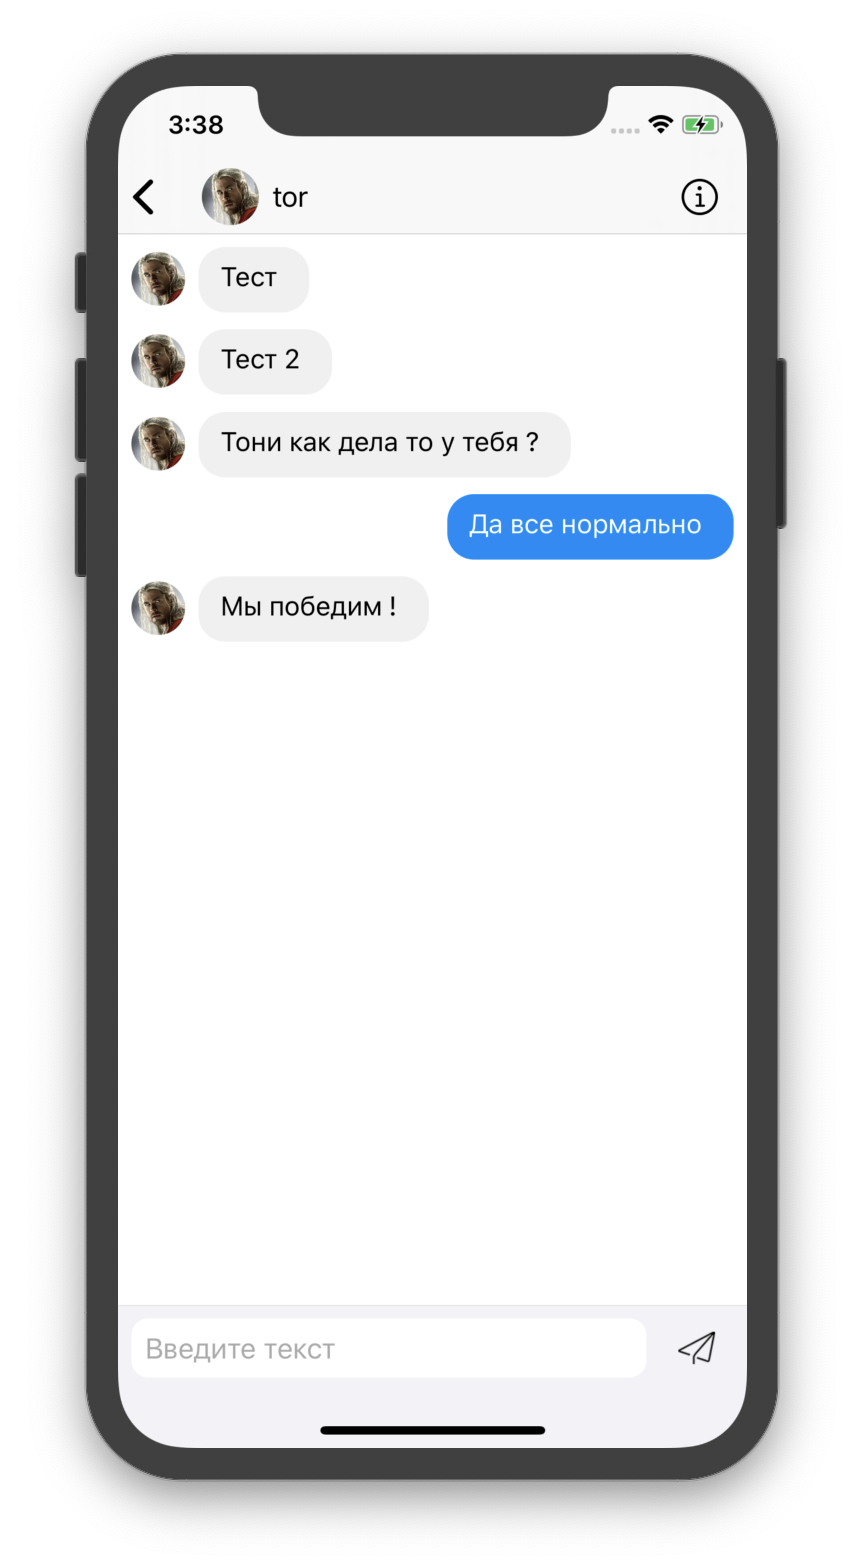 3:38
tor
Тест
Тест 2
Тони как дела то у тебя ?
Да все нормально
Мы победим !
Введите текст